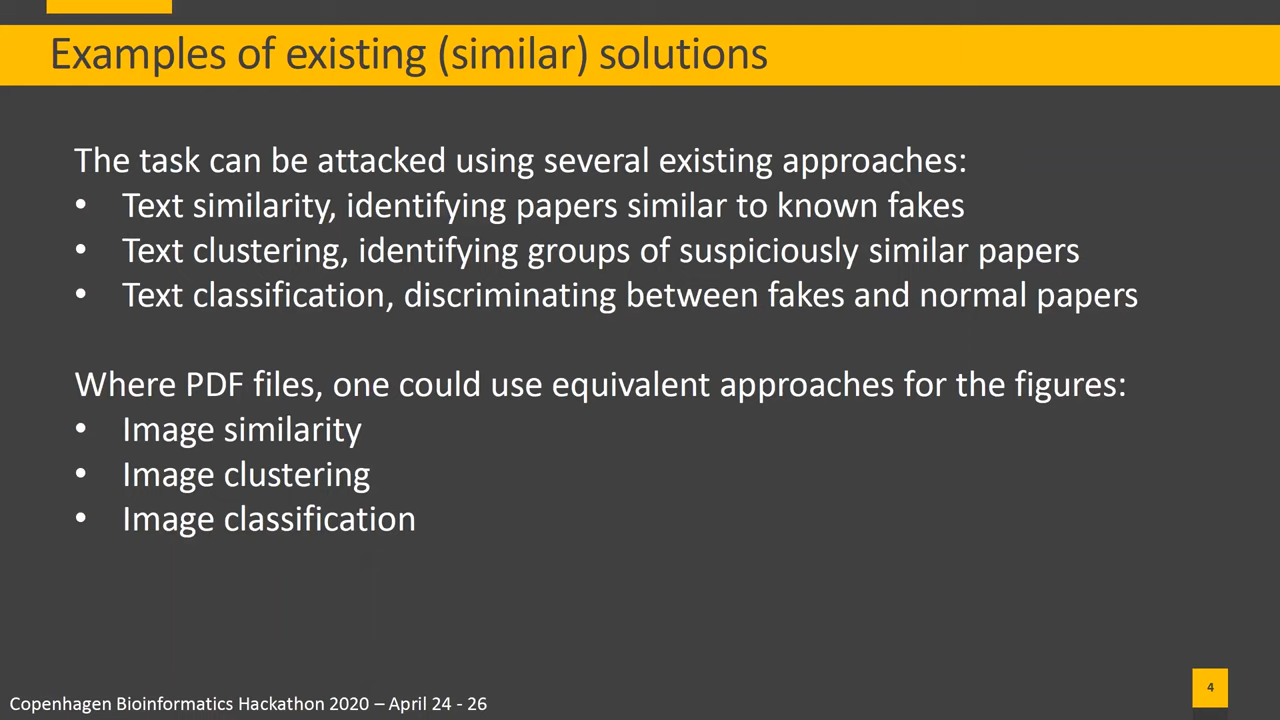 Examples of existing (similar) solutions
The task can be attacked using several existing approaches:
• Text similarity, identifying papers similar to known fakes
• Text clustering, identifying groups of suspiciously similar papers
• Text classification, discriminating between fakes and normal papers
Where PDF files, one could use equivalent approaches for the figures:
• Image similarity
• Image clustering
• Image classification
4
Copenhagen Bioinformatics Hackathon 2020 – April 24 - 26